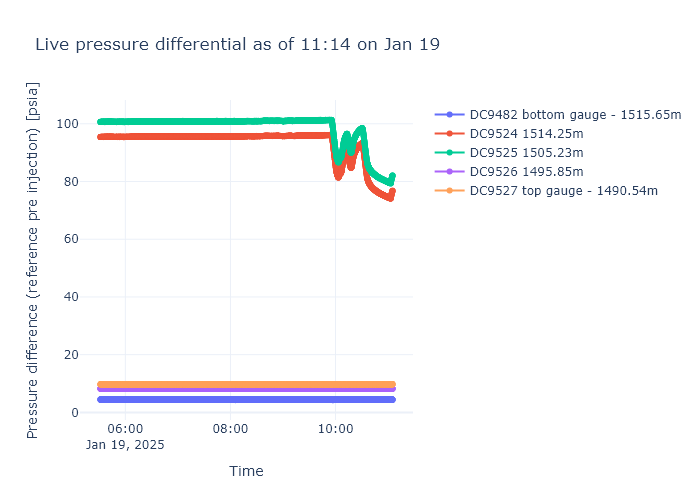 Live pressure differential as of 11:14 on Jan 19
Pressure difference (reference pre injection) [psia]
100
80
60
40
20
0
06:00
Jan 19, 2025
08:00
10:00
Time
DC9482 bottom gauge - 1515.65m
DC9524 1514.25m
DC9525 1505.23m
DC9526 1495.85m
DC9527 top gauge - 1490.54m